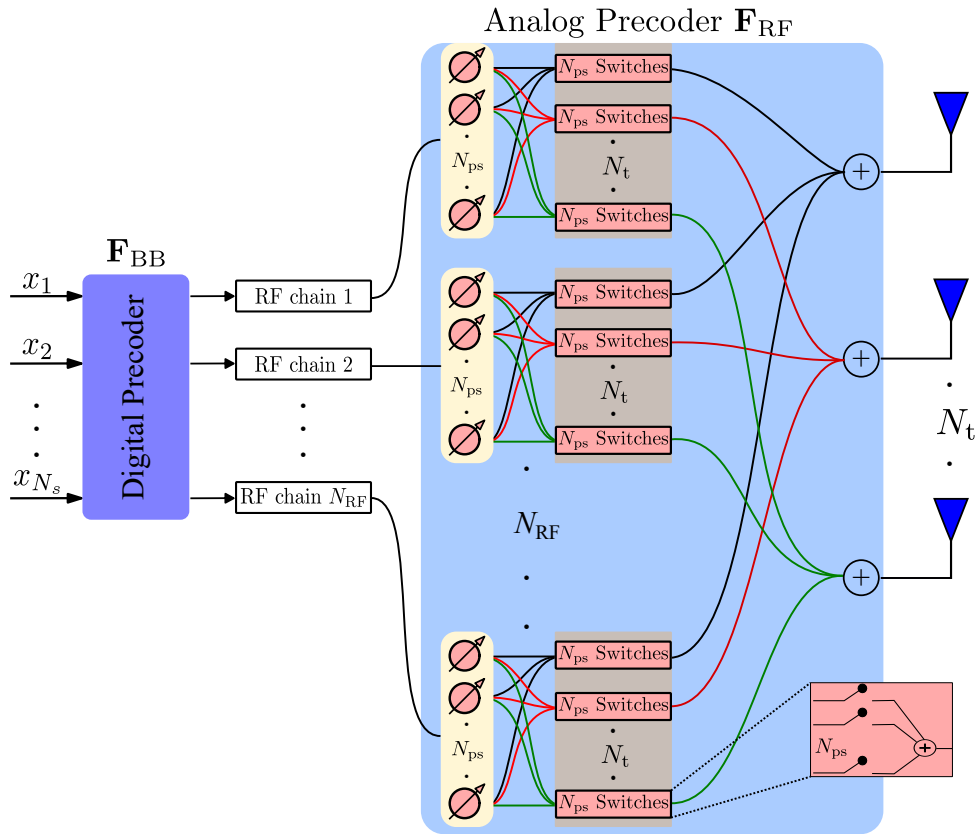 Analog Precoder F_RF
N_ps Switches
N_ps Switches
N_ps
N_t
N_ps Switches
F_BB
x_1
x_2
x_{N_s}
Digital Precoder
RF chain 1
RF chain 2
RF chain N_RF
N_ps Switches
N_ps Switches
N_ps
N_t
N_ps Switches
N_t
N_RF
N_ps Switches
N_ps Switches
N_ps
N_t
N_ps Switches
N_ps
+
+
+
+